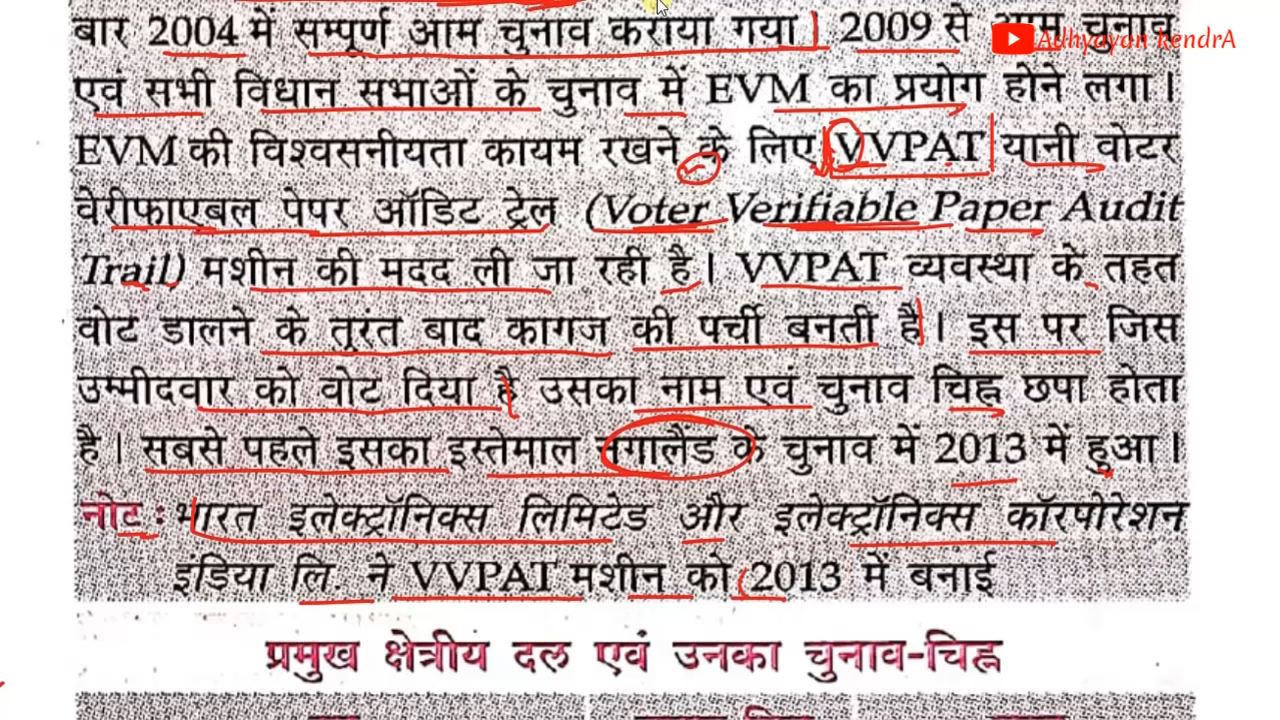 बार 2004 में सम्पूर्ण आम चुनाव कराया गया। 2009 से आम चुनाव
Adhyayan kendrA
एवं सभी विधान सभाओं के चुनाव में EVM का प्रयोग होने लगा।
EVM की विश्वसनीयता कायम रखने के लिए VVPAT यानी वोटर
वेरीफाएबल पेपर ऑडिट ट्रेल (Voter Verifiable Paper Audit
Trail) मशीन की मदद ली जा रही है। VVPAT व्यवस्था के तहत
वोट डालने के तूरंत बाद कागज की पर्ची बनती है। इस पर जिस
उम्मीदवार को वोट दिया है उसका नाम एवं चुनाव चिह्न छपा होता
है। सबसे पहले इसका इस्तेमाल नगालैंड के चुनाव में 2013 में हुआ।
नोट : भारत इलेक्ट्रॉनिक्स लिमिटेड और इलेक्ट्रॉनिक्स कॉरपोरेशन
इंडिया लि. ने VVPAT मशीन को 2013 में बनाई
प्रमुख क्षेत्रीय दल एवं उनका चुनाव-चिह्न